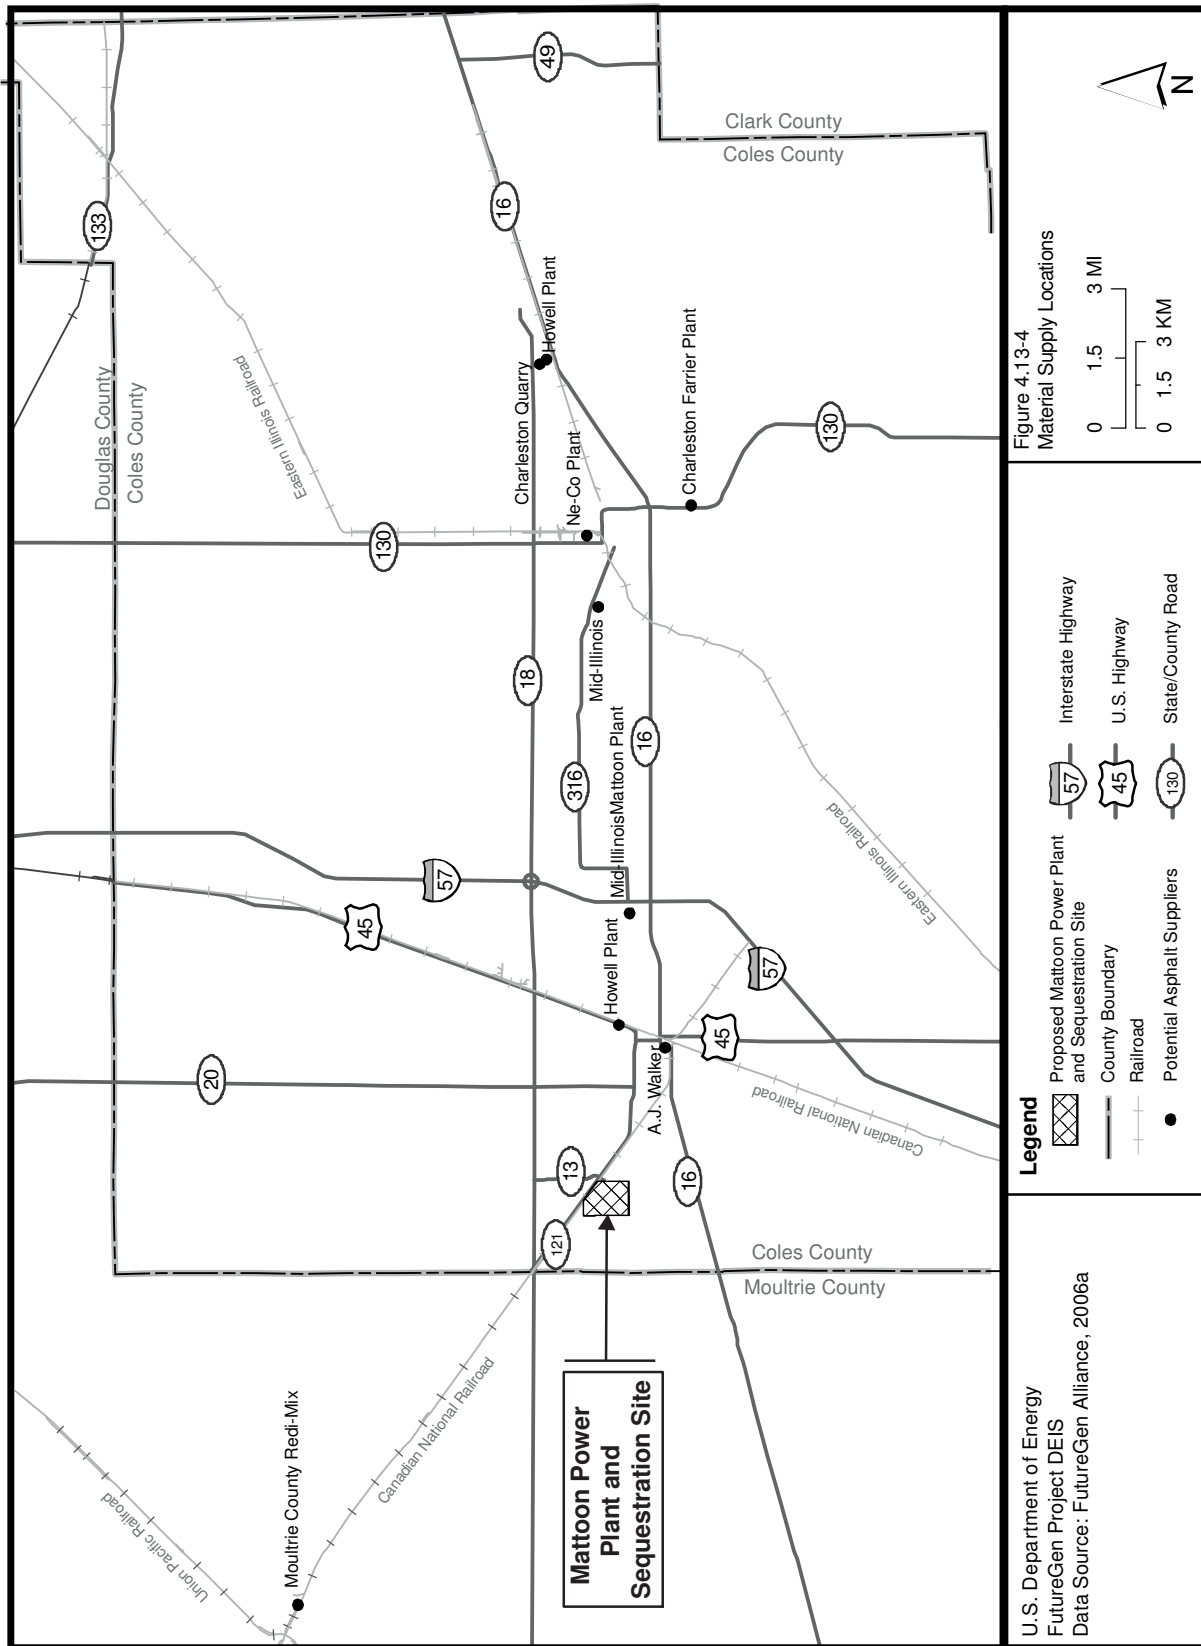 Douglas County
Coles County
133
49
Clark County
Coles County
16
Eastern Illinois Railroad
Howell Plant
Charleston Quarry
Ne-Co Plant
Charleston Farrier Plant
130
130
18
Mid-Illinois
316
Mid-IllinoisMattoon Plant
16
57
45
Howell Plant
57
45
Eastern Illinois Railroad
20
A.J. Walker
Canadian National Railroad
13
121
16
Coles County
Moultrie County
Union Pacific Railroad
Moultrie County Redi-Mix
Canadian National Railroad
Mattoon Power
Plant and
Sequestration Site
U.S. Department of Energy
FutureGen Project DEIS
Data Source: FutureGen Alliance, 2006a
Legend
Proposed Mattoon Power Plant
and Sequestration Site
County Boundary
Railroad
Potential Asphalt Suppliers
57
Interstate Highway
45
U.S. Highway
130
State/County Road
Figure 4.13-4
Material Supply Locations
0 1.5 3 MI
0 1.5 3 KM
N